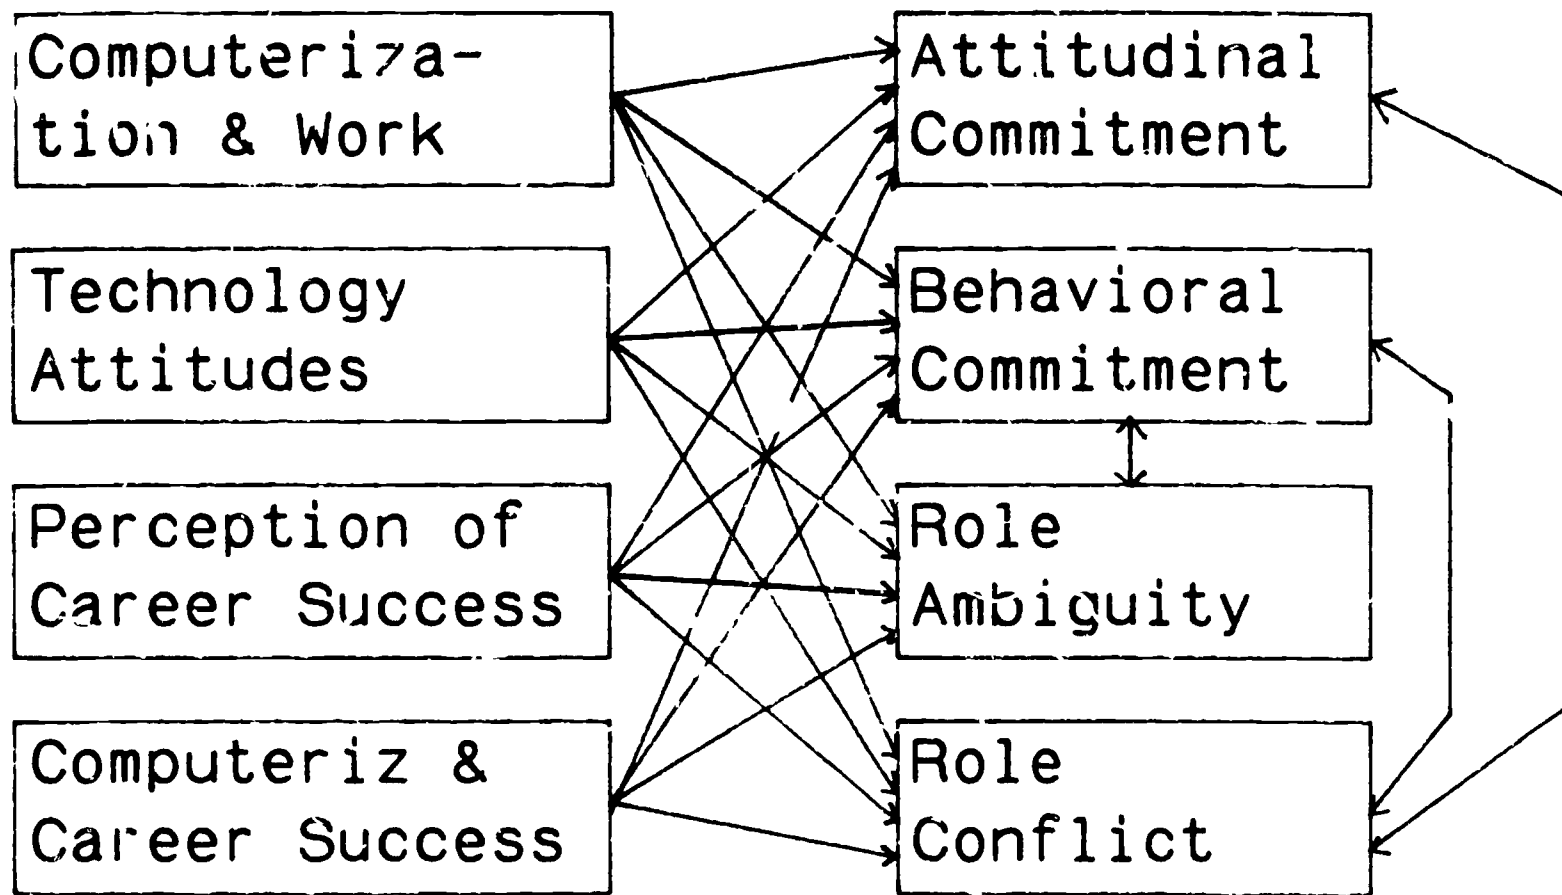 Computeriza-
tion & Work
Technology
Attitudes
Perception of
Career Success
Computeriz &
Career Success
Attitudinal
Commitment
Behavioral
Commitment
Role
Ambiguity
Role
Conflict